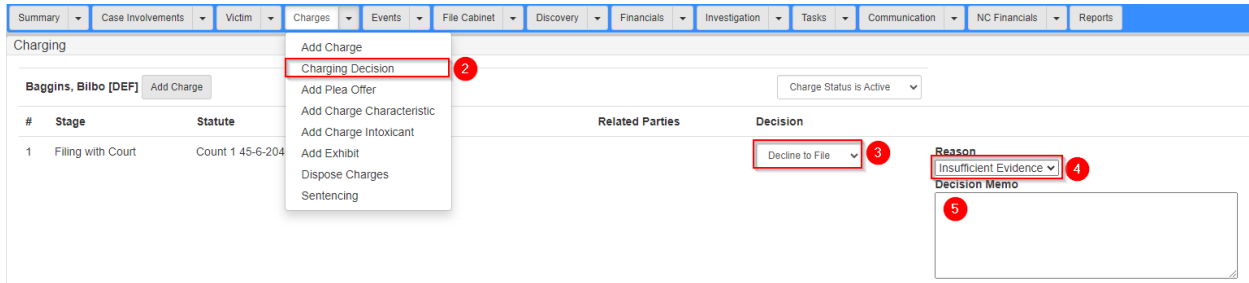 Summary Case Involvements Victim Charges Events File Cabinet Discovery Financials Investigation Tasks Communication NC Financials Reports
Charging
Add Charge
Charging Decision 2
Add Plea Offer
Add Charge Characteristic
Add Charge Intoxicant
Add Exhibit
Dispose Charges
Sentencing
Baggins, Bilbo [DEF] Add Charge Charge Status is Active
# Stage Statute Related Parties Decision
1 Filing with Court Count 1 45-6-204 Decline to File 3
Reason
Insufficient Evidence 4
Decision Memo
5